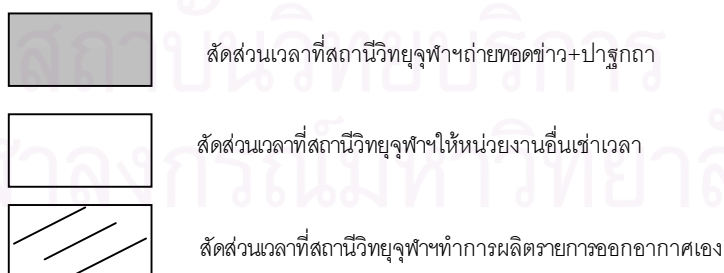 สัดส่วนเวลาที่สถานีวิทยุจุฬาฯถ่ายทอดข่าว+ปาฐกถา
สัดส่วนเวลาที่สถานีวิทยุจุฬาฯให้หน่วยงานอื่นเช่าเวลา
สัดส่วนเวลาที่สถานีวิทยุจุฬาฯทำการผลิตรายการออกอากาศเอง